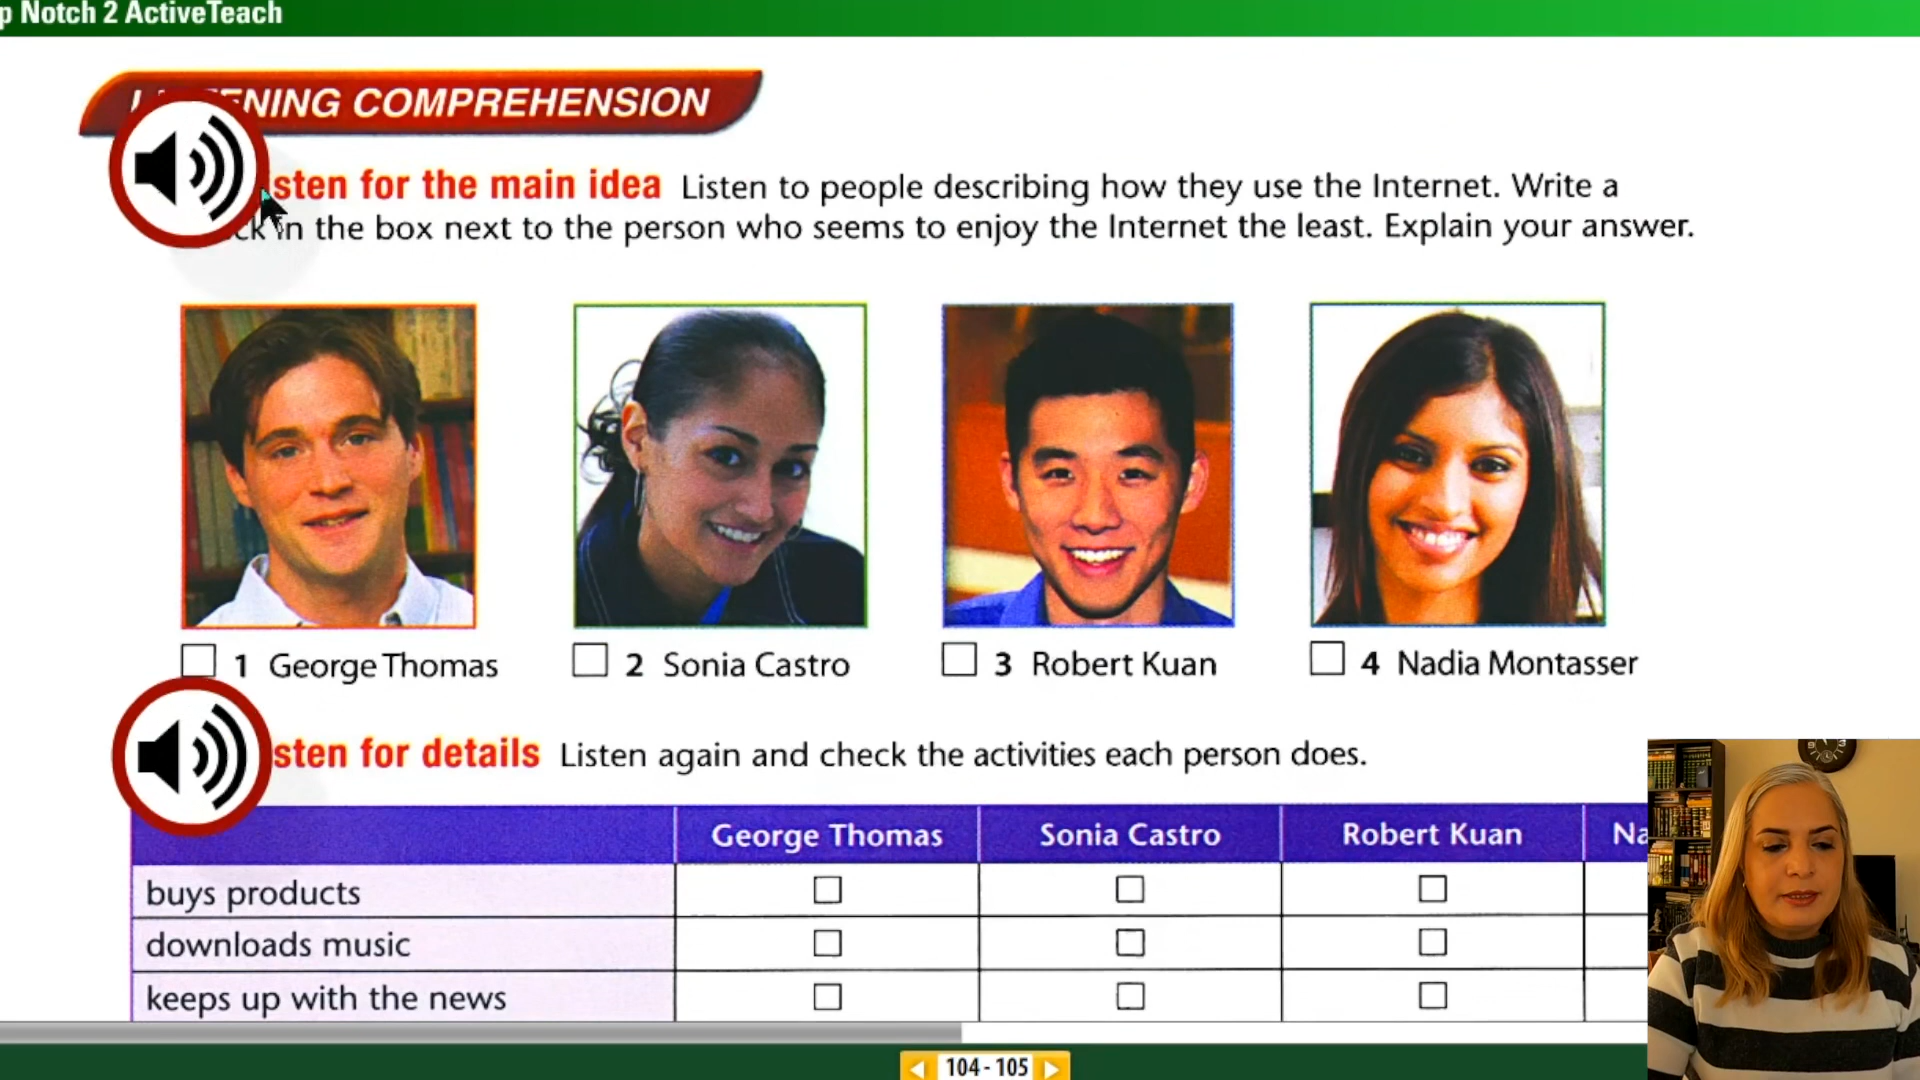 p Notch 2 ActiveTeach
NING COMPREHENSION
sten for the main idea Listen to people describing how they use the Internet. Write a
ck in the box next to the person who seems to enjoy the Internet the least. Explain your answer.
1 George Thomas
2 Sonia Castro
3 Robert Kuan
4 Nadia Montasser
sten for details Listen again and check the activities each person does.
George Thomas Sonia Castro Robert Kuan Na
buys products
downloads music
keeps up with the news
104 - 105